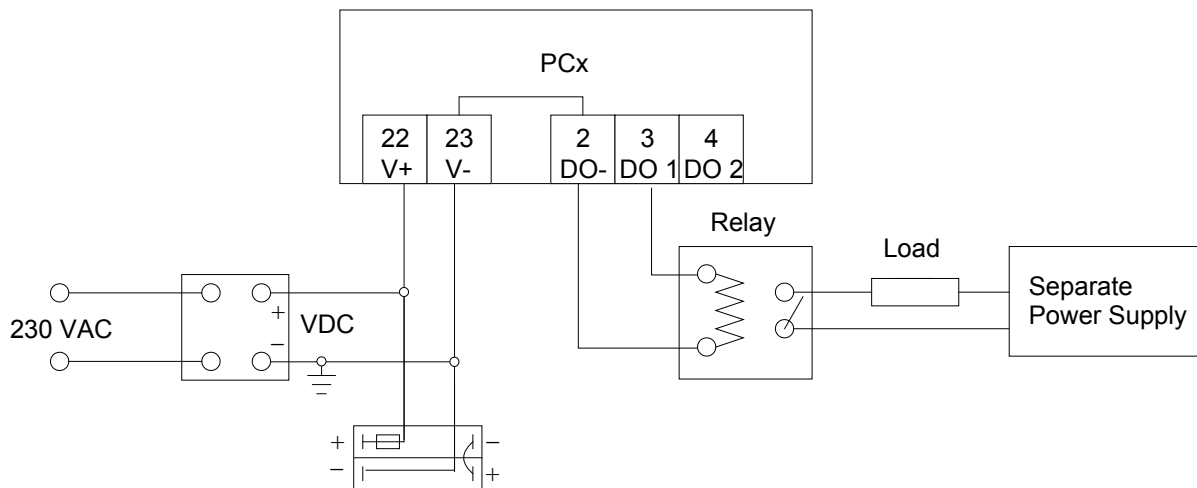 PCx
22 23 2 3 4
V+ V- DO- DO 1 DO 2
Relay
Load
Separate
Power Supply
230 VAC
+
VDC
−
+ −
− +